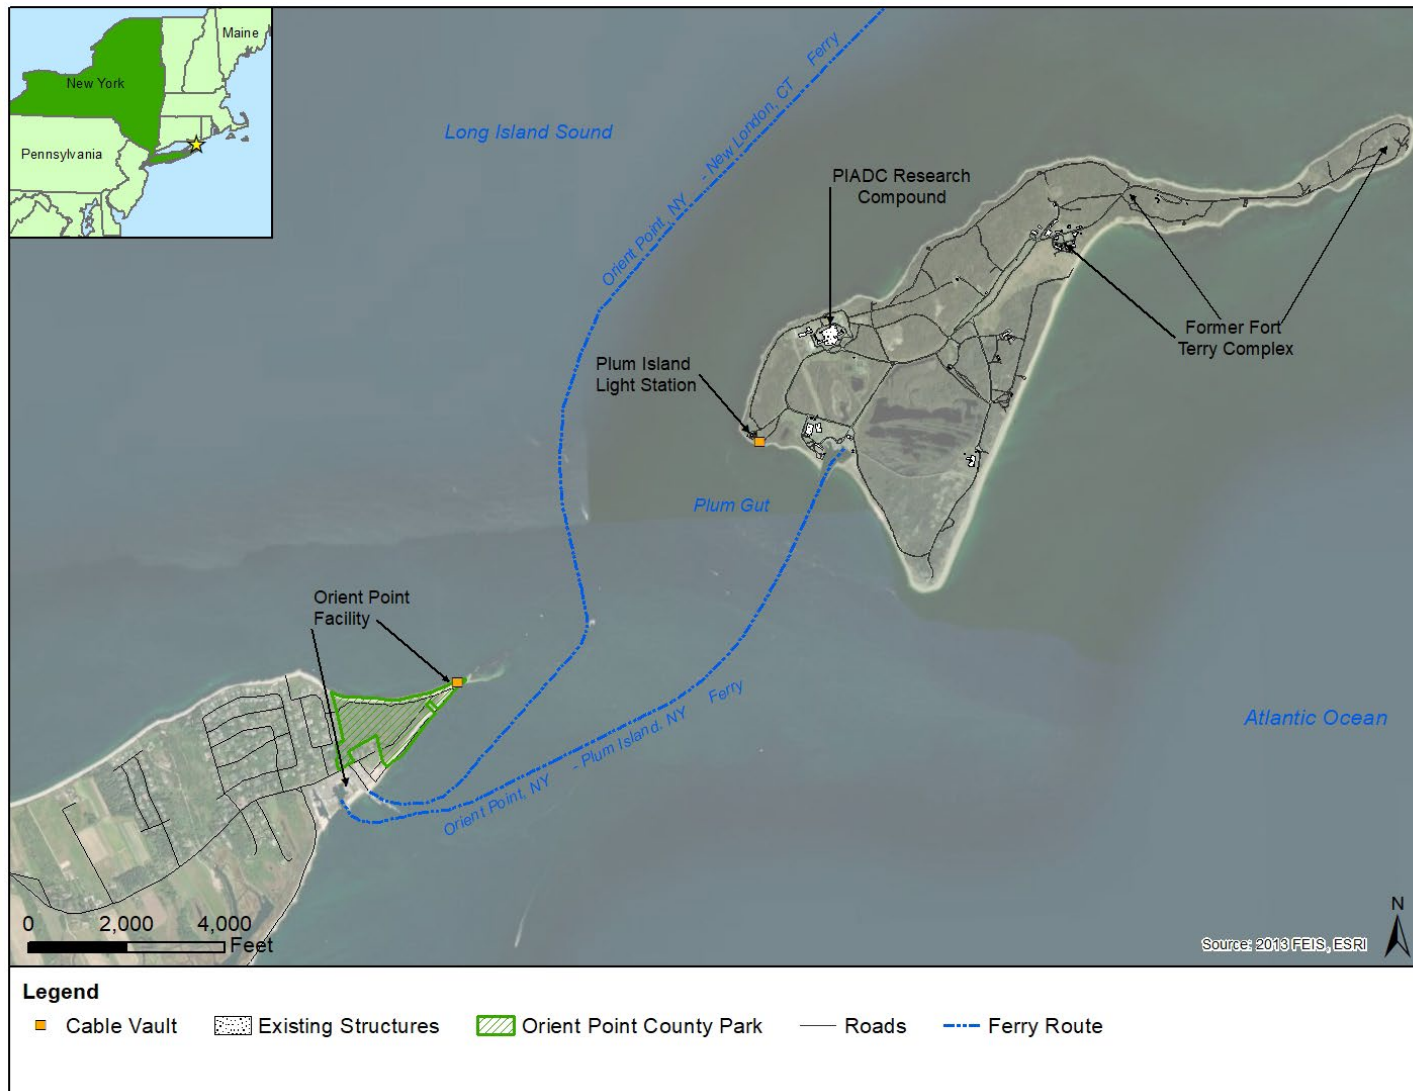 Maine
New York
Pennsylvania
Long Island Sound
Orient Point, NY - New London, CT Ferry
PIADC Research
Compound
Former Fort
Terry Complex
Plum Island
Light Station
Plum Gut
Orient Point
Facility
Orient Point, NY - Plum Island, NY Ferry
Atlantic Ocean
0 2,000 4,000
Feet
N
Source: 2013 FEIS, ESRI
Legend
Cable Vault
Existing Structures
Orient Point County Park
Roads
Ferry Route